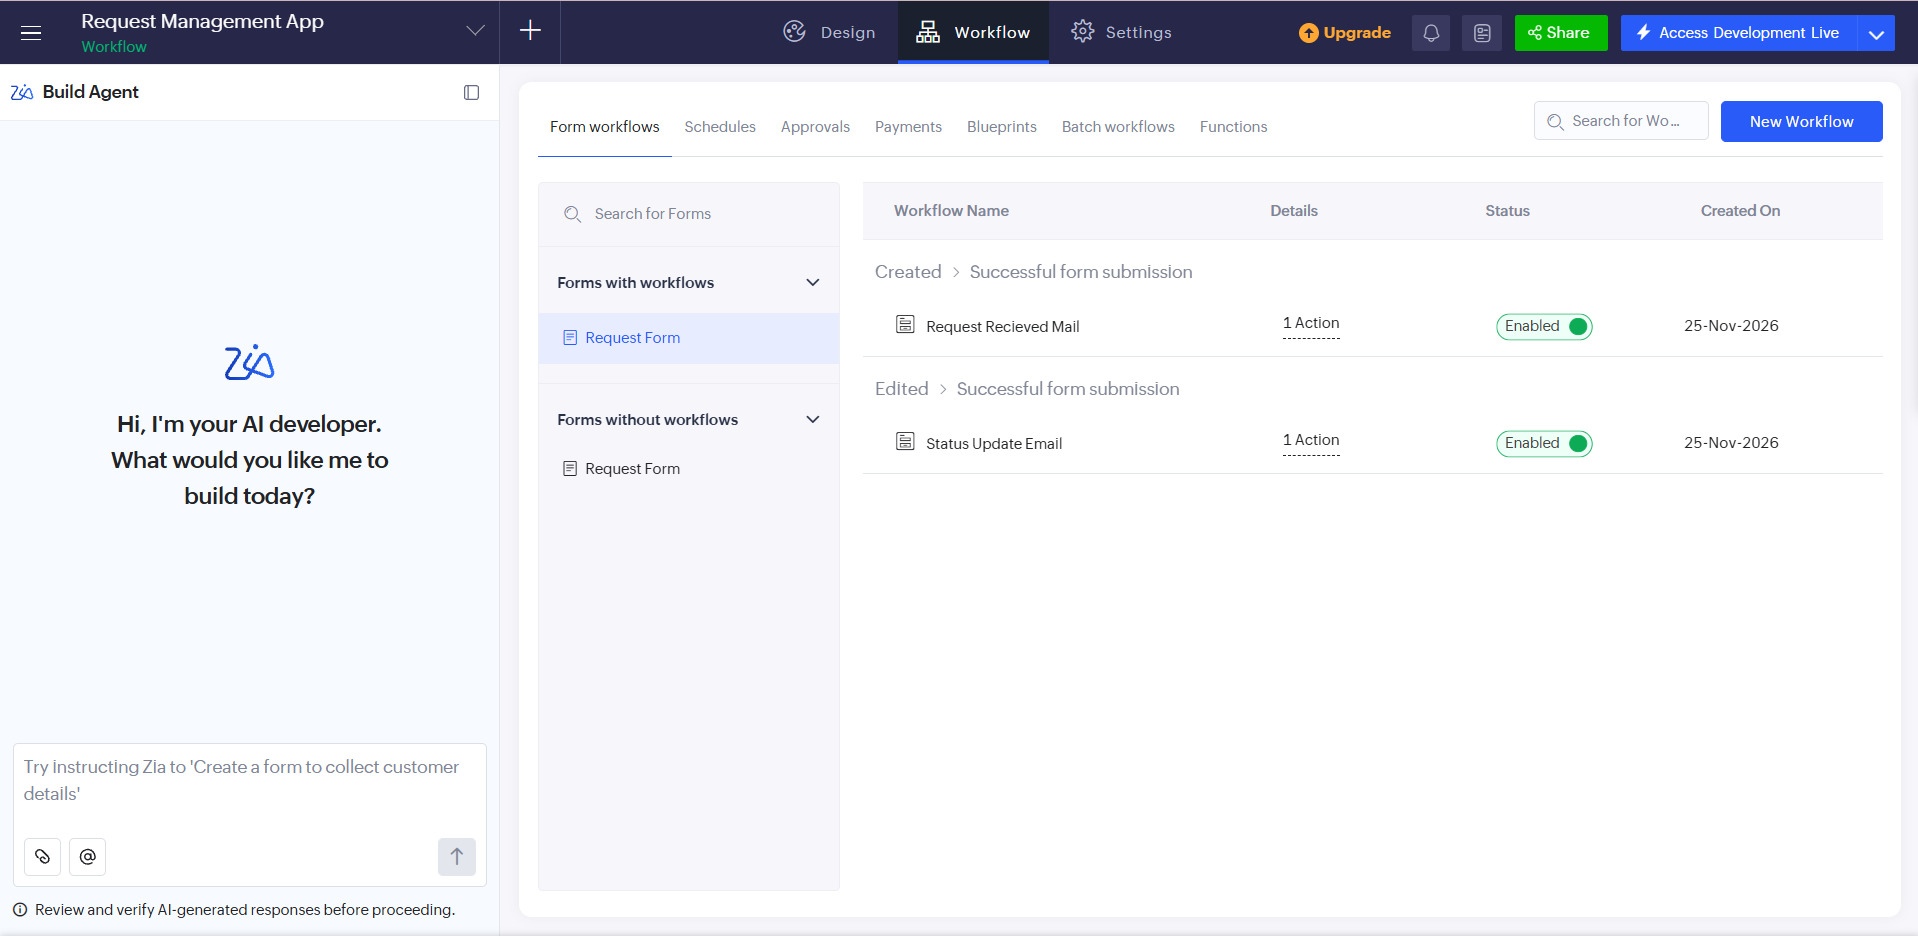 Request Management App
Workflow
Design
Workflow
Settings
Upgrade
Share
Access Development Live
Zia Build Agent
Form workflows
Schedules
Approvals
Payments
Blueprints
Batch workflows
Functions
Search for Wo...
New Workflow
Search for Forms
Forms with workflows
Request Form
Forms without workflows
Request Form
Workflow Name
Details
Status
Created On
Created > Successful form submission
Request Recieved Mail
1 Action
Enabled
25-Nov-2026
Edited > Successful form submission
Status Update Email
1 Action
Enabled
25-Nov-2026
Zia
Hi, I'm your AI developer.
What would you like me to
build today?
Try instructing Zia to 'Create a form to collect customer
details'
@
Review and verify AI-generated responses before proceeding.